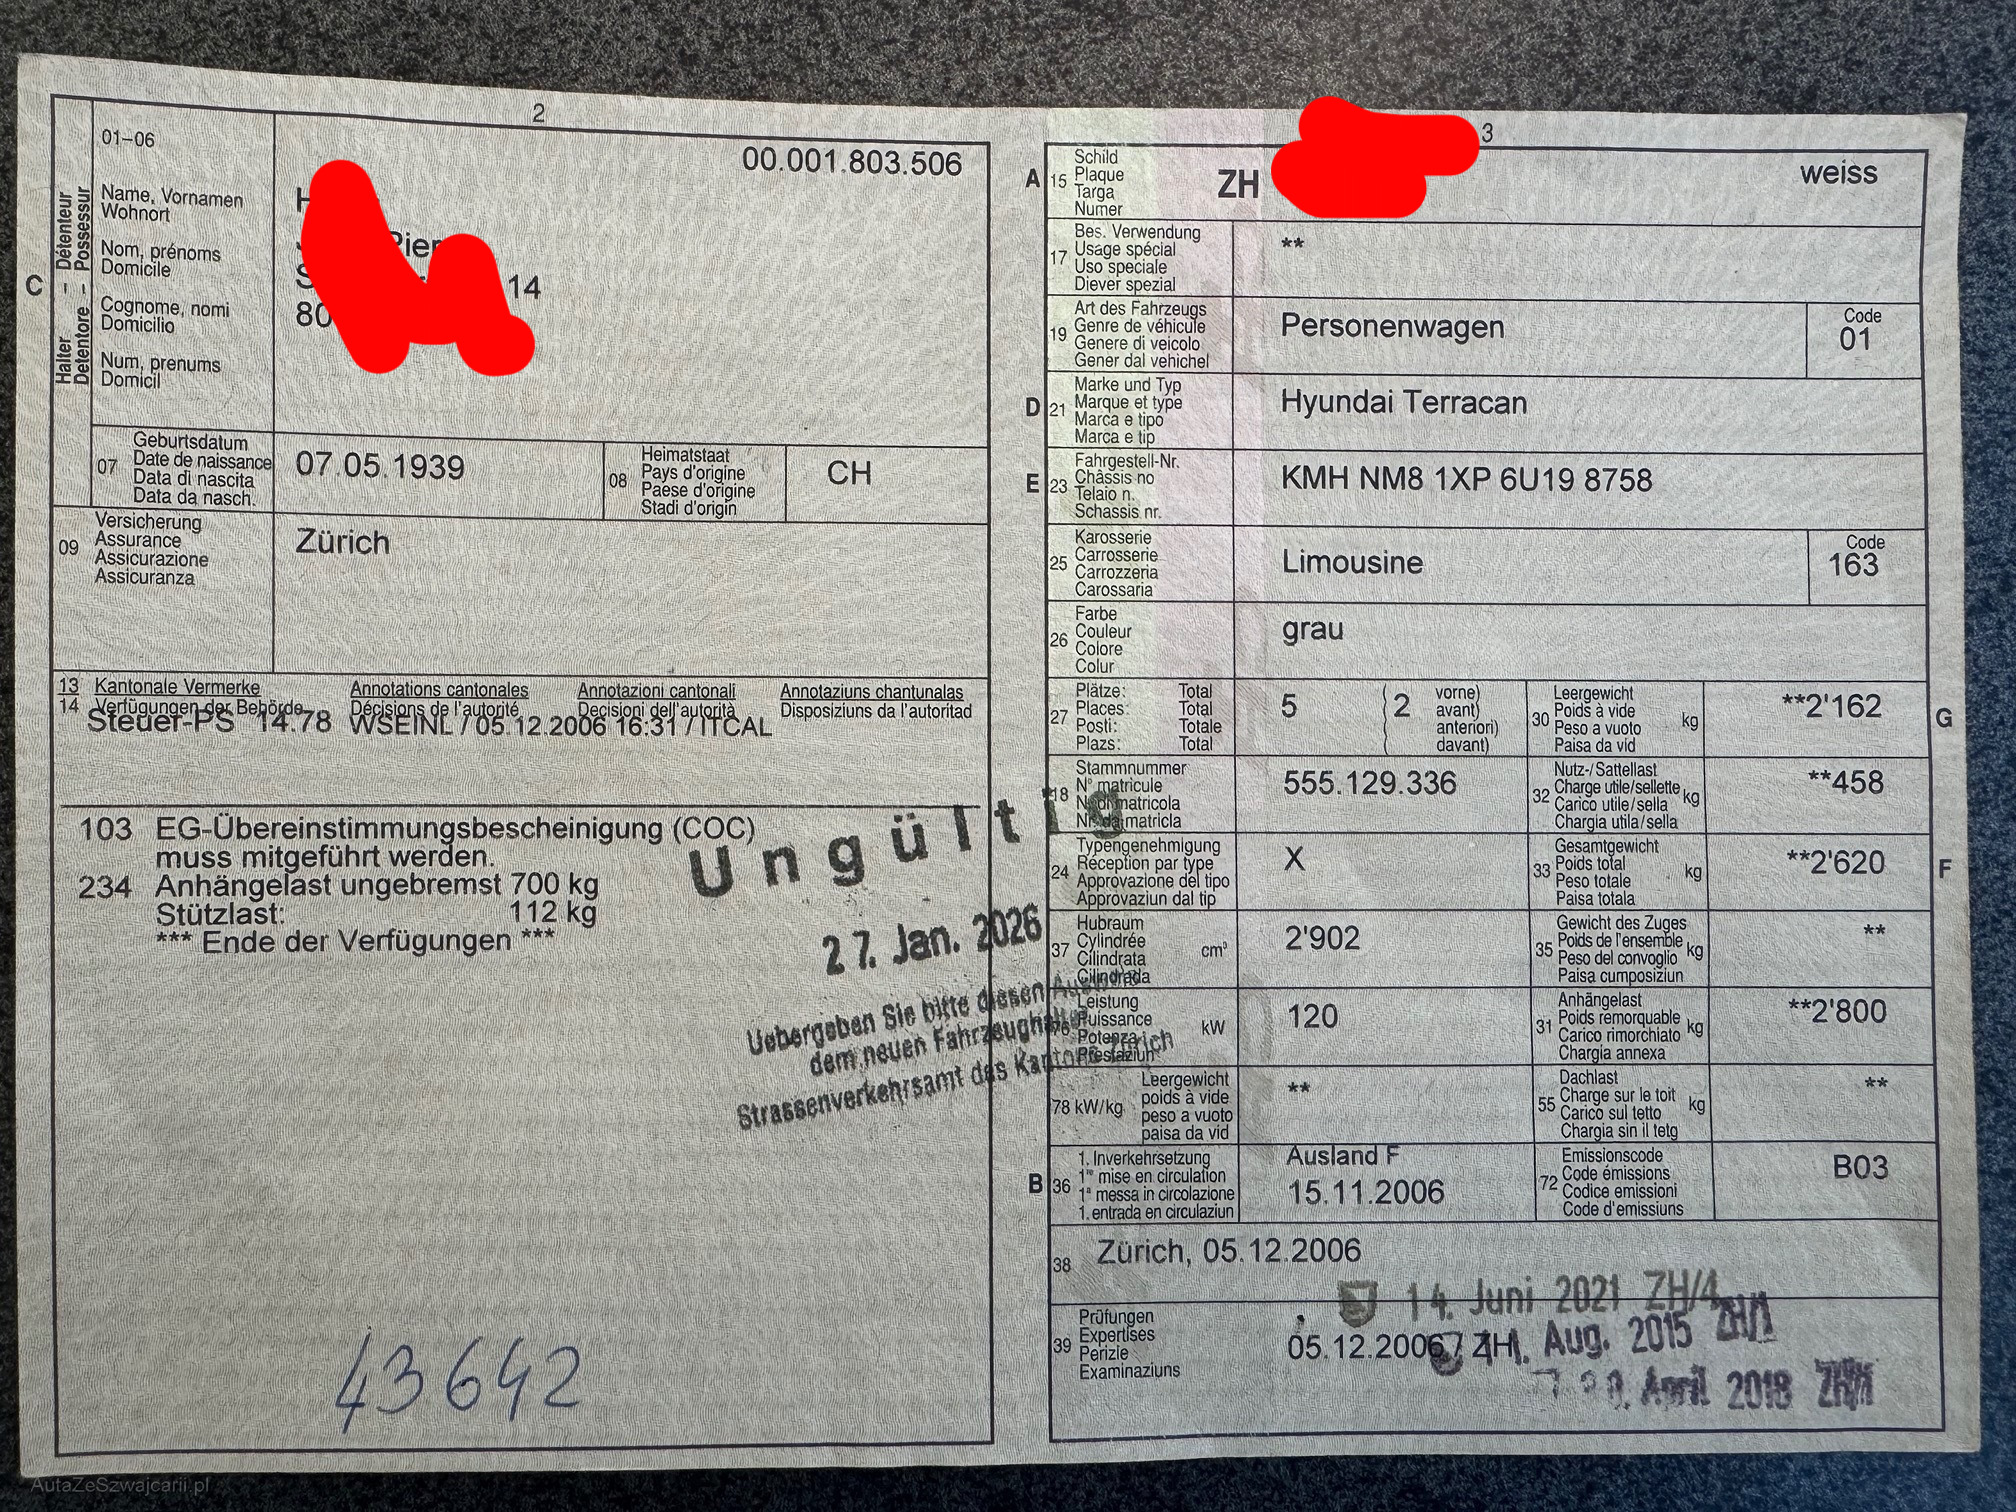 2
01–06
00.001.803.506
Halter – Détenteur
Detentore – Possessur
C
Name, Vornamen
Wohnort
Nom, prénoms
Domicile
Cognome, nomi
Domicilio
Num, prenums
Domicil
H
Pier
S 14
80
07
Geburtsdatum
Date de naissance
Data di nascita
Data da nasch.
07.05.1939
08
Heimatstaat
Pays d'origine
Paese d'origine
Stadi d'origin
CH
09
Versicherung
Assurance
Assicurazione
Assicuranza
Zürich
13 Kantonale Vermerke Annotations cantonales Annotazioni cantonali Annotaziuns chantunalas
14 Verfügungen der Behörde Décisions de l'autorité Decisioni dell'autorità Disposiziuns da l'autoritad
Steuer-PS 14.78 WSEINL / 05.12.2006 16:31 / ITCAL
103 EG-Übereinstimmungsbescheinigung (COC)
muss mitgeführt werden.
234 Anhängelast ungebremst 700 kg
Stützlast: 112 kg
*** Ende der Verfügungen ***
Ungültig
27. Jan. 2026
Uebergeben Sie bitte diesen Ausweis
dem neuen Fahrzeughalter
Strassenverkehrsamt des Kantons Zürich
43642
3
A
15
Schild
Plaque
Targa
Numer
ZH
weiss
17
Bes. Verwendung
Usage spécial
Uso speciale
Diever spezial
**
19
Art des Fahrzeugs
Genre de véhicule
Genere di veicolo
Gener dal vehichel
Personenwagen
Code
01
D
21
Marke und Typ
Marque et type
Marca e tipo
Marca e tip
Hyundai Terracan
E
23
Fahrgestell-Nr.
Châssis no
Telaio n.
Schassis nr.
KMH NM8 1XP 6U19 8758
25
Karosserie
Carrosserie
Carrozzeria
Carossaria
Limousine
Code
163
26
Farbe
Couleur
Colore
Colur
grau
27
Plätze: Total
Places: Total
Posti: Totale
Plazs: Total
5
2
vorne)
avant)
anteriori)
davant)
30
Leergewicht
Poids à vide
Peso a vuoto
Paisa da vid
kg
**2'162
G
18
Stammnummer
N° matricule
N. di matricola
Nr. da matricla
555.129.336
32
Nutz-/Sattellast
Charge utile/sellette
Carico utile/sella
Chargia utila/sella
kg
**458
24
Typengenehmigung
Réception par type
Approvazione del tipo
Approvaziun dal tip
X
33
Gesamtgewicht
Poids total
Peso totale
Paisa totala
kg
**2'620
F
37
Hubraum
Cylindrée
Cilindrata
Cilindrada
cm³
2'902
35
Gewicht des Zuges
Poids de l'ensemble
Peso del convoglio
Paisa cumposiziun
kg
**
Leistung
Puissance
Potenza
Prestaziun
kW
120
31
Anhängelast
Poids remorquable
Carico rimorchiato
Chargia annexa
kg
**2'800
78 kW/kg
Leergewicht
poids à vide
peso a vuoto
paisa da vid
**
55
Dachlast
Charge sur le toit
Carico sul tetto
Chargia sin il tetg
kg
**
B
36
1. Inverkehrsetzung
1re mise en circulation
1a messa in circolazione
1. entrada en circulaziun
Ausland F
15.11.2006
72
Emissionscode
Code émissions
Codice emissioni
Code d'emissiuns
B03
38
Zürich, 05.12.2006
14. Juni 2021 ZH/4
39
Prüfungen
Expertises
Perizie
Examinaziuns
05.12.2006 / ZH
Aug. 2015 ZH/1
April 2018 ZH/1
AutaZeSzwajcarii.pl